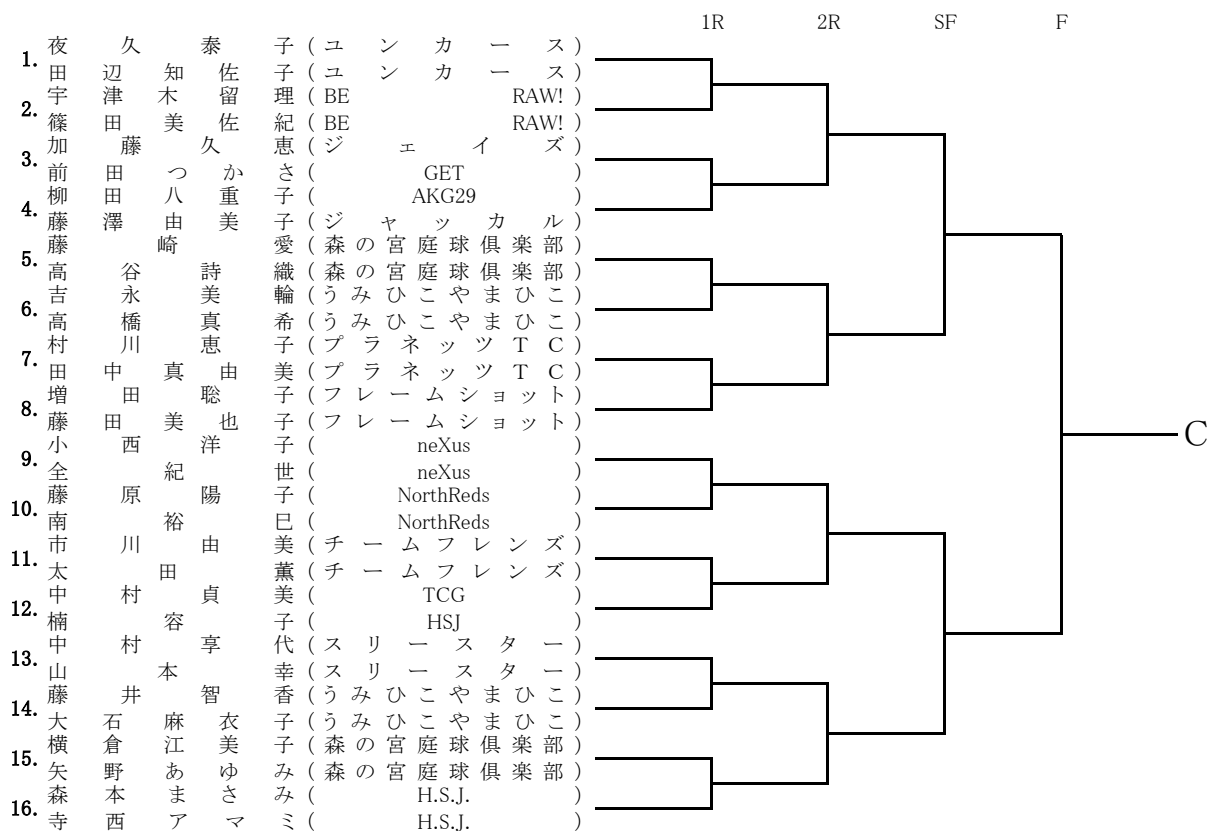 1R 2R SF F
1. 夜久泰子(ユンカース)
田辺知佐子(ユンカース)
2. 宇津木留理(BE RAW!)
篠田美佐紀(BE RAW!)
3. 加藤久恵(ジェイズ)
前田つかさ(GET)
4. 柳田八重子(AKG29)
藤澤由美子(ジャッカル)
5. 藤崎愛(森の宮庭球倶楽部)
高谷詩織(森の宮庭球倶楽部)
6. 吉永美輪(うみひこやまひこ)
高橋真希(うみひこやまひこ)
7. 村川恵子(プラネッツTC)
田中真由美(プラネッツTC)
8. 増田聡子(フレームショット)
藤田美也子(フレームショット)
C
9. 小西洋子(neXus)
全紀世(neXus)
10. 藤原陽子(NorthReds)
南裕巳(NorthReds)
11. 市川由美(チームフレンズ)
太田薫(チームフレンズ)
12. 中村貞美(TCG)
楠容子(HSJ)
13. 中村享代(スリースター)
山本幸(スリースター)
14. 藤井智香(うみひこやまひこ)
大石麻衣子(うみひこやまひこ)
15. 横倉江美子(森の宮庭球倶楽部)
矢野あゆみ(森の宮庭球倶楽部)
16. 森本まさみ(H.S.J.)
寺西アマミ(H.S.J.)